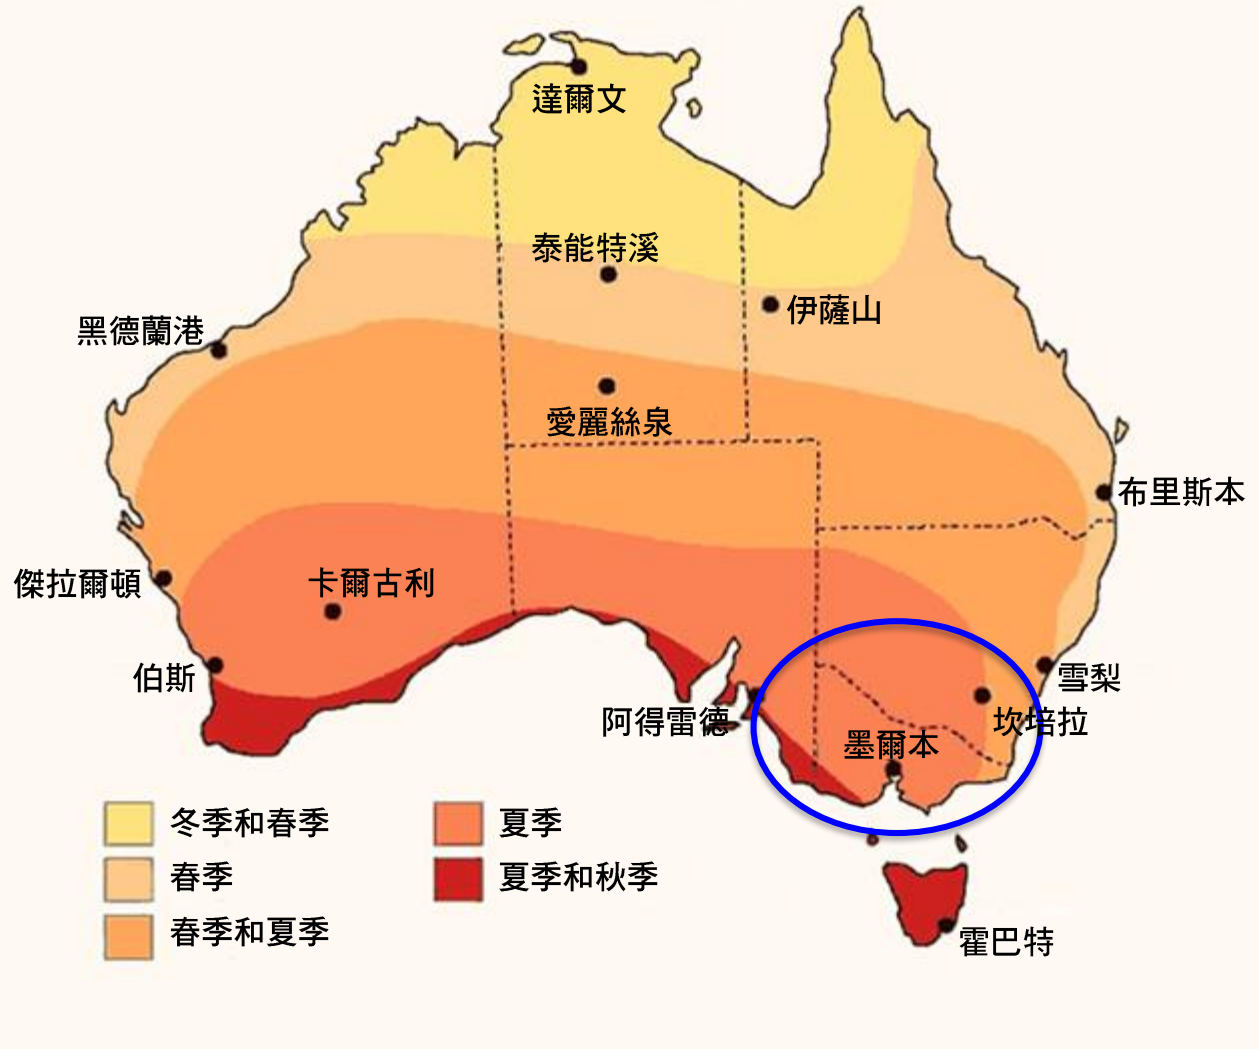 達爾文
泰能特溪
伊薩山
黑德蘭港
愛麗絲泉
布里斯本
傑拉爾頓
卡爾古利
伯斯
雪梨
阿得雷德
坎培拉
墨爾本
冬季和春季
夏季
春季
夏季和秋季
春季和夏季
霍巴特